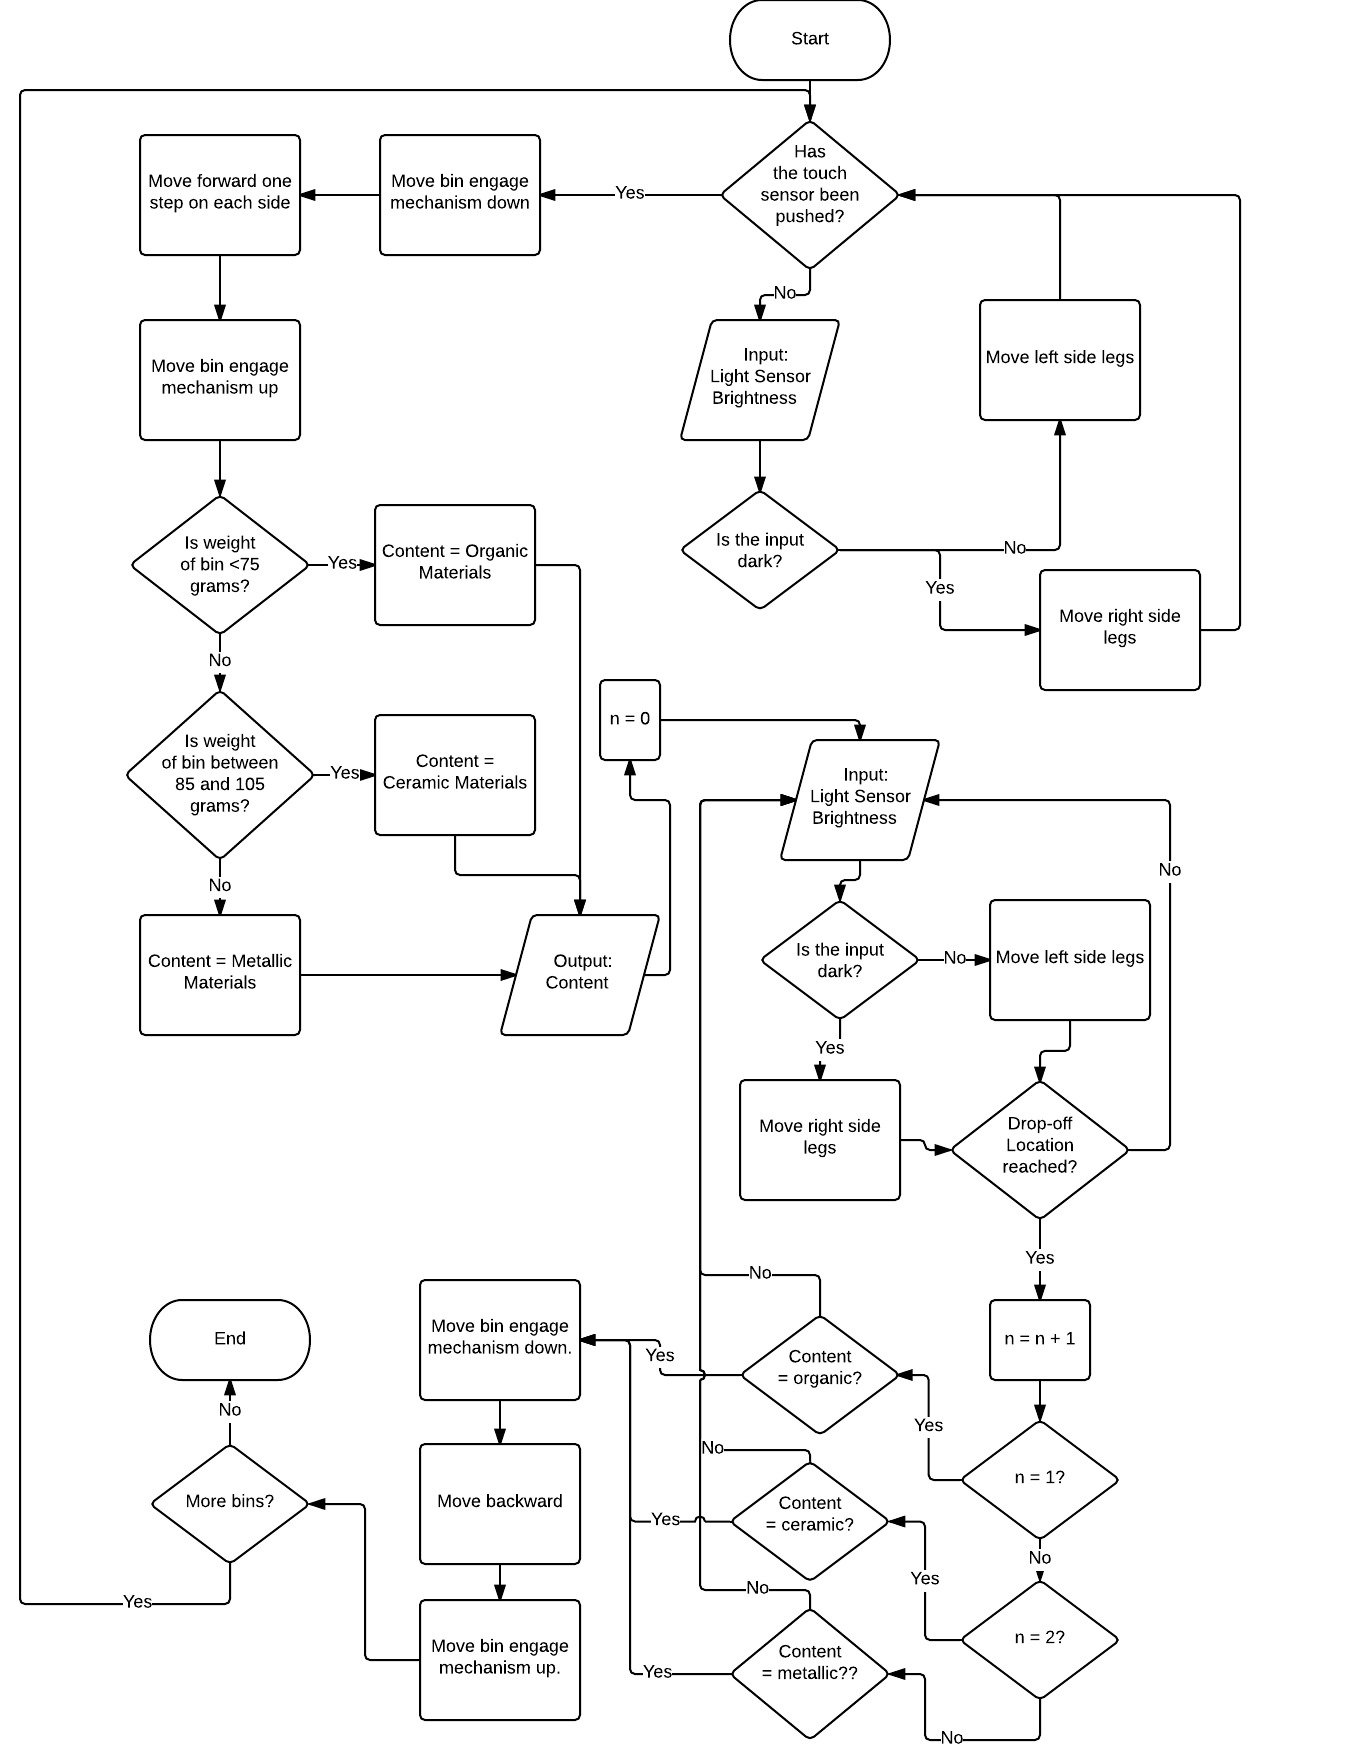 Start
Has
the touch
sensor been
pushed?
Yes
Move bin engage
mechanism down
Move forward one
step on each side
No
Input:
Light Sensor
Brightness
Move left side legs
Move bin engage
mechanism up
Is the input
dark?
No
Yes
Move right side
legs
Is weight
of bin <75
grams?
Yes
Content = Organic
Materials
No
Is weight
of bin between
85 and 105
grams?
Yes
Content =
Ceramic Materials
No
Content = Metallic
Materials
Output:
Content
n = 0
Input:
Light Sensor
Brightness
No
Is the input
dark?
No
Move left side legs
Yes
Move right side
legs
Drop-off
Location
reached?
Yes
n = n + 1
n = 1?
Yes
Content
= organic?
No
Yes
No
n = 2?
Yes
Content
= ceramic?
No
Yes
No
Content
= metallic??
No
Yes
Move bin engage
mechanism down.
Move backward
Move bin engage
mechanism up.
More bins?
No
End
Yes